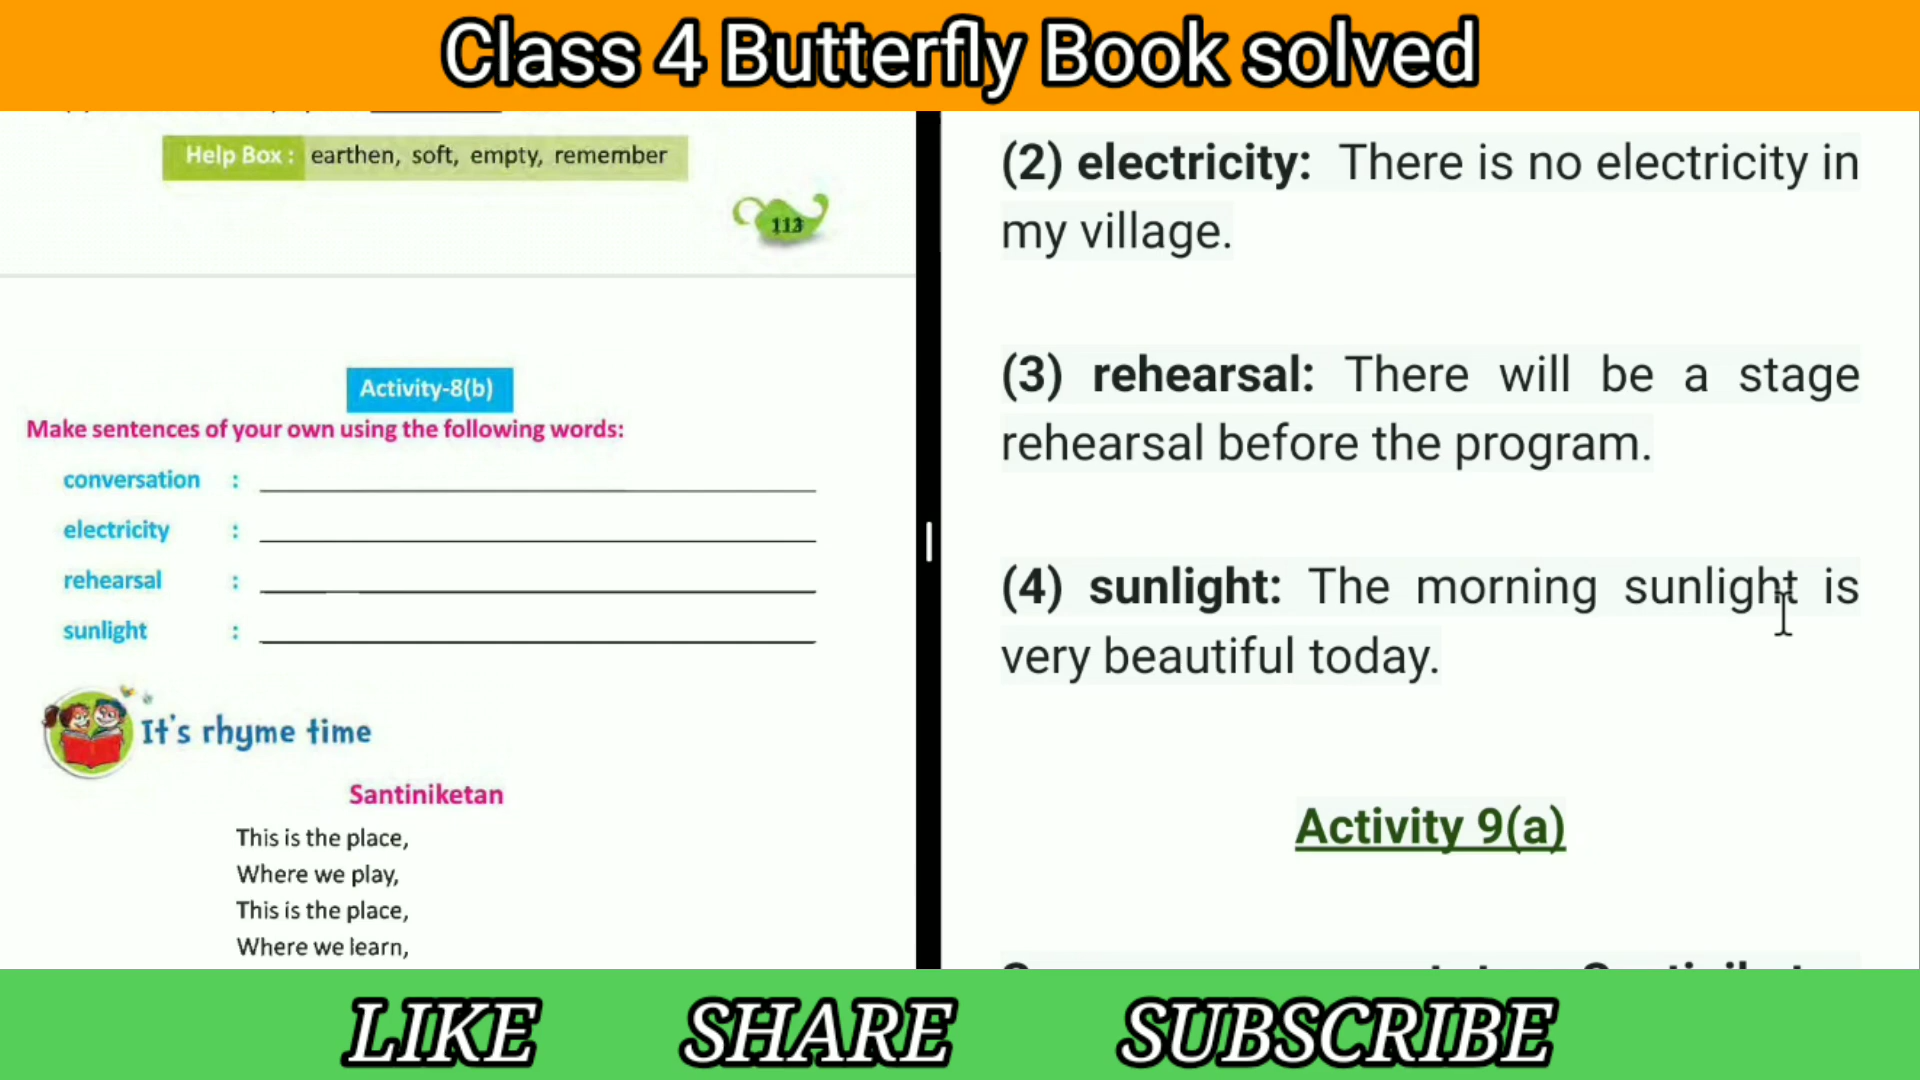 Class 4 Butterfly Book solved
Help Box : earthen, soft, empty, remember
113
Activity-8(b)
Make sentences of your own using the following words:
conversation :
electricity :
rehearsal :
sunlight :
It's rhyme time
Santiniketan
This is the place,
Where we play,
This is the place,
Where we learn,
(2) electricity: There is no electricity in
my village.
(3) rehearsal: There will be a stage
rehearsal before the program.
(4) sunlight: The morning sunlight is
very beautiful today.
Activity 9(a)
LIKE SHARE SUBSCRIBE